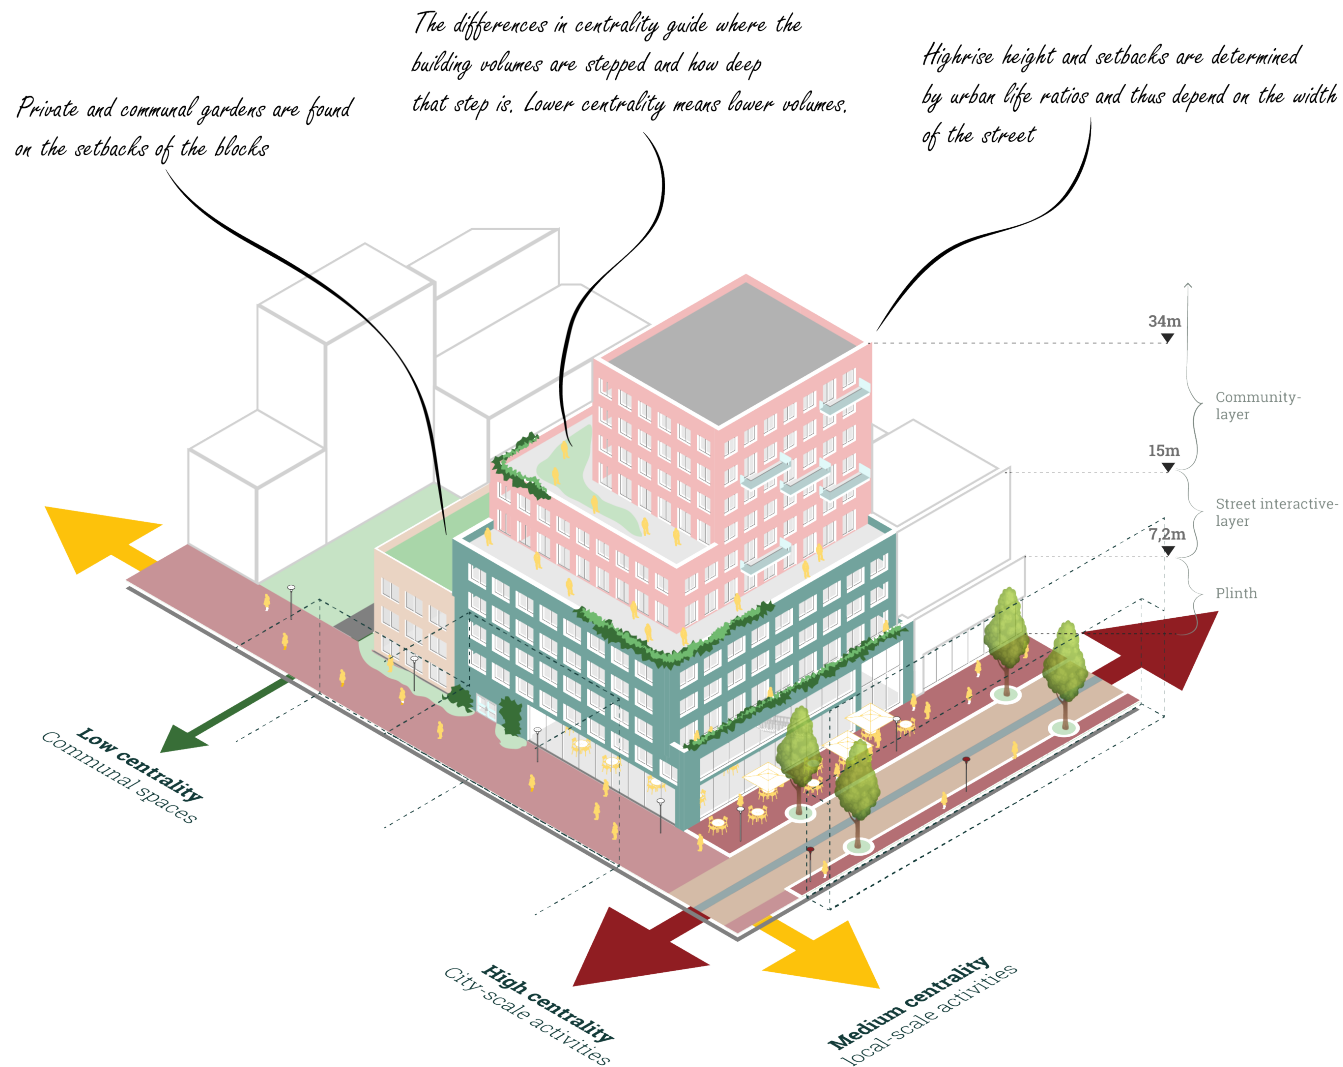 The differences in centrality guide where the
building volumes are stepped and how deep
that step is. Lower centrality means lower volumes.
Highrise height and setbacks are determined
by urban life ratios and thus depend on the width
of the street
Private and communal gardens are found
on the setbacks of the blocks
34m
Community-
layer
15m
Street interactive-
layer
7,2m
Plinth
Low centrality
Communal spaces
High centrality
City-scale activities
Medium centrality
local-scale activities